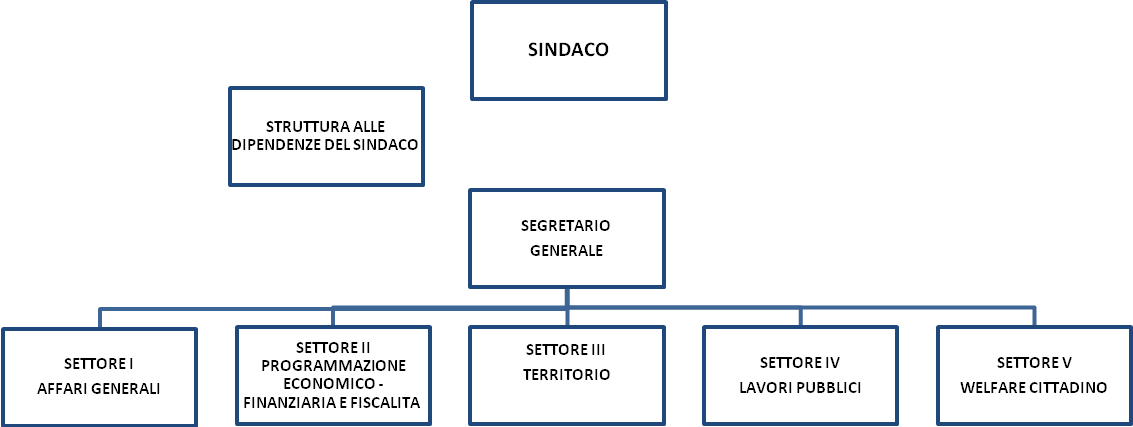 SINDACO
STRUTTURA ALLE
DIPENDENZE DEL SINDACO
SEGRETARIO
GENERALE
SETTORE I
AFFARI GENERALI
SETTORE II
PROGRAMMAZIONE
ECONOMICO -
FINANZIARIA E FISCALITA
SETTORE III
TERRITORIO
SETTORE IV
LAVORI PUBBLICI
SETTORE V
WELFARE CITTADINO